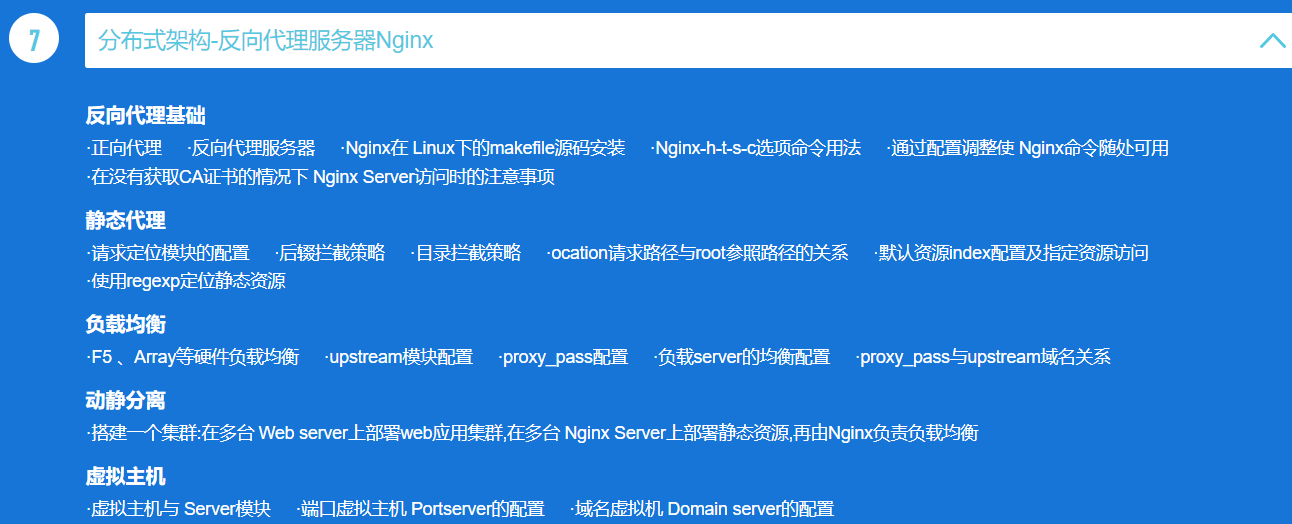 7
分布式架构-反向代理服务器Nginx
反向代理基础
·正向代理 ·反向代理服务器 ·Nginx在 Linux下的makefile源码安装 ·Nginx-h-t-s-c选项命令用法 ·通过配置调整使 Nginx命令随处可用
·在没有获取CA证书的情况下 Nginx Server访问时的注意事项
静态代理
·请求定位模块的配置 ·后辍拦截策略 ·目录拦截策略 ·ocation请求路径与root参照路径的关系 ·默认资源index配置及指定资源访问
·使用regexp定位静态资源
负载均衡
·F5 、Array等硬件负载均衡 ·upstream模块配置 ·proxy_pass配置 ·负载server的均衡配置 ·proxy_pass与upstream域名关系
动静分离
·搭建一个集群:在多台 Web server上部署web应用集群,在多台 Nginx Server上部署静态资源,再由Nginx负责负载均衡
虚拟主机
·虚拟主机与 Server模块 ·端口虚拟主机 Portserver的配置 ·域名虚拟机 Domain server的配置